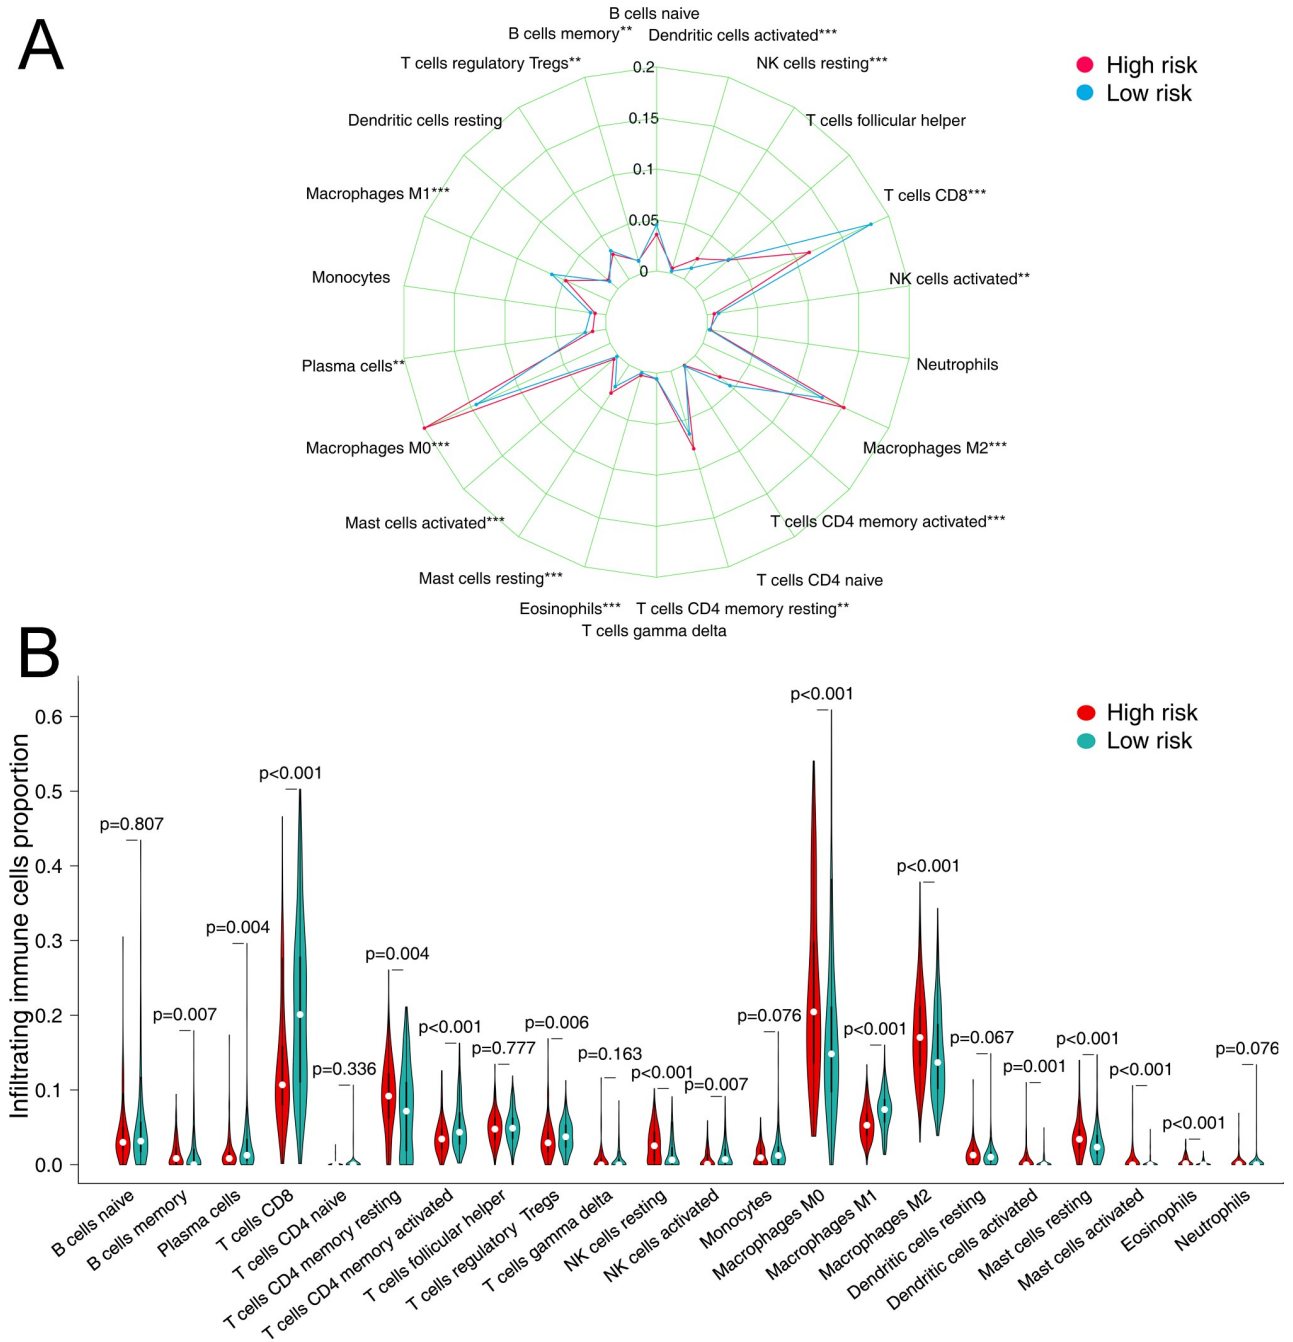 A
B cells naive
B cells memory** Dendritic cells activated***
T cells regulatory Tregs** 0.2 NK cells resting***
High risk
Low risk
0.15
Dendritic cells resting T cells follicular helper
0.1
Macrophages M1*** T cells CD8***
0.05
0
Monocytes NK cells activated**
Plasma cells** Neutrophils
Macrophages M0*** Macrophages M2***
Mast cells activated*** T cells CD4 memory activated***
Mast cells resting*** T cells CD4 naive
Eosinophils*** T cells CD4 memory resting**
T cells gamma delta
B
High risk
Low risk
Infiltrating immune cells proportion
0.6
0.5
0.4
0.3
0.2
0.1
0.0
p=0.807
p=0.007
p=0.004
p<0.001
p=0.336
p=0.004
p<0.001
p=0.777
p=0.006
p=0.163
p<0.001
p=0.007
p=0.076
p<0.001
p<0.001
p<0.001
p=0.067
p=0.001
p<0.001
p<0.001
p<0.001
p=0.076
B cells naive
B cells memory
Plasma cells
T cells CD8
T cells CD4 naive
T cells CD4 memory resting
T cells CD4 memory activated
T cells follicular helper
T cells regulatory Tregs
T cells gamma delta
NK cells resting
NK cells activated
Monocytes
Macrophages M0
Macrophages M1
Macrophages M2
Dendritic cells resting
Dendritic cells activated
Mast cells resting
Mast cells activated
Eosinophils
Neutrophils